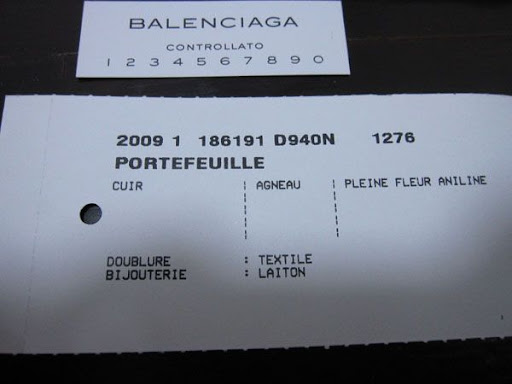 BALENCIAGA
CONTROLLATO
1 2 3 4 5 6 7 8 9 0
2009 1 186191 D940N 1276
PORTEFEUILLE
CUIR ¦ AGNEAU ¦ PLEINE FLEUR ANILINE
DOUBLURE : TEXTILE
BIJOUTERIE : LAITON